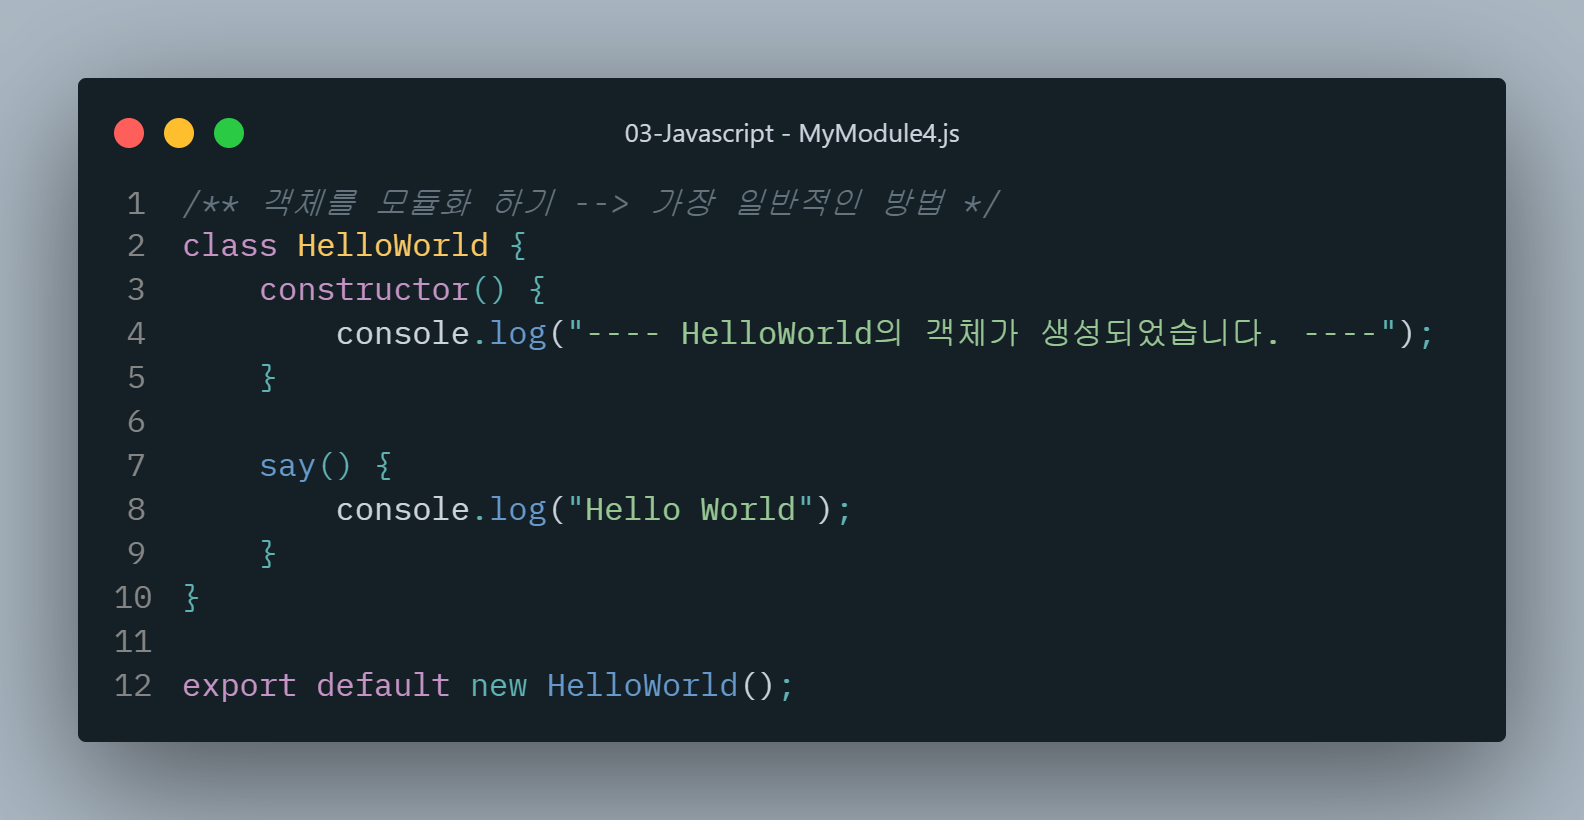 03-Javascript - MyModule4.js
1 /** 객체를 모듈화 하기 --> 가장 일반적인 방법 */
2 class HelloWorld {
3     constructor() {
4         console.log("---- HelloWorld의 객체가 생성되었습니다. ----");
5     }
6
7     say() {
8         console.log("Hello World");
9     }
10 }
11
12 export default new HelloWorld();